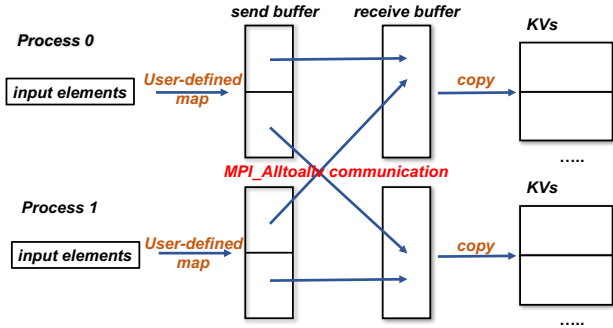 send buffer
receive buffer
KVs
Process 0
User-defined
map
input elements
copy
.....
MPI_Alltoallv communication
KVs
Process 1
User-defined
map
input elements
copy
.....